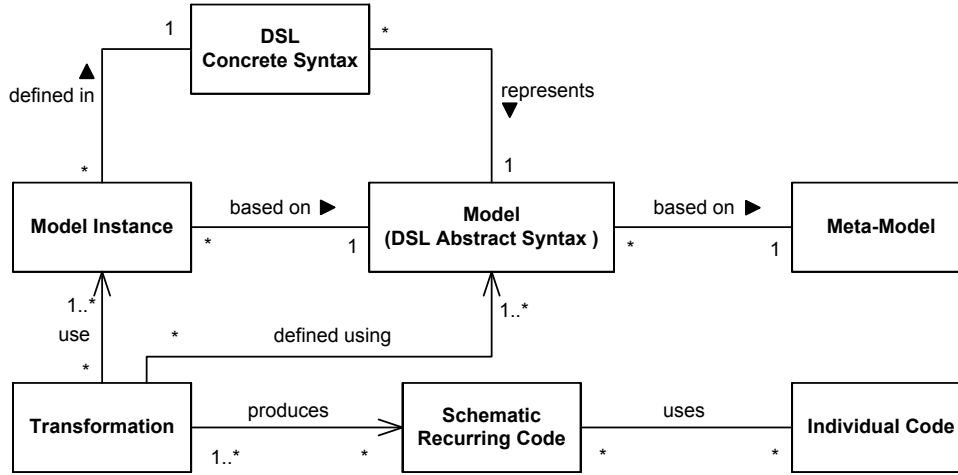 1
DSL
Concrete Syntax
*
defined in
represents
*
1
Model Instance
based on
*
1
Model
(DSL Abstract Syntax )
based on
*
1
Meta-Model
1..*
use
*
*
defined using
1..*
Transformation
produces
1..*
*
Schematic
Recurring Code
uses
*
*
Individual Code